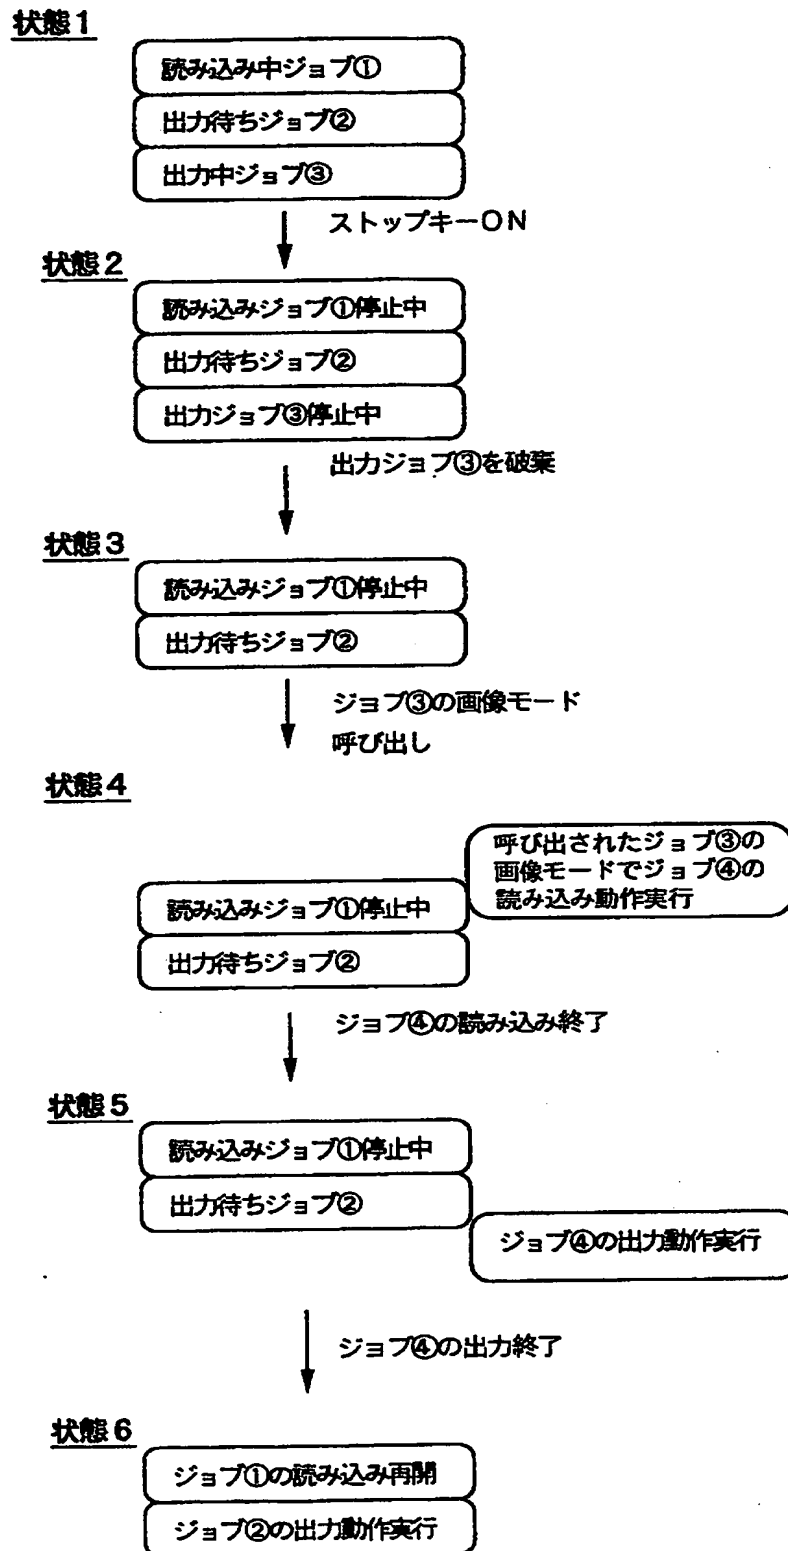 状態1
読み込み中ジョブ①
出力待ちジョブ②
出力中ジョブ③
ストップキーON
状態2
読み込みジョブ①停止中
出力待ちジョブ②
出力ジョブ③停止中
出力ジョブ③を破棄
状態3
読み込みジョブ①停止中
出力待ちジョブ②
ジョブ③の画像モード
呼び出し
状態4
呼び出されたジョブ③の
画像モードでジョブ④の
読み込み動作実行
読み込みジョブ①停止中
出力待ちジョブ②
ジョブ④の読み込み終了
状態5
読み込みジョブ①停止中
出力待ちジョブ②
ジョブ④の出力動作実行
ジョブ④の出力終了
状態6
ジョブ①の読み込み再開
ジョブ②の出力動作実行